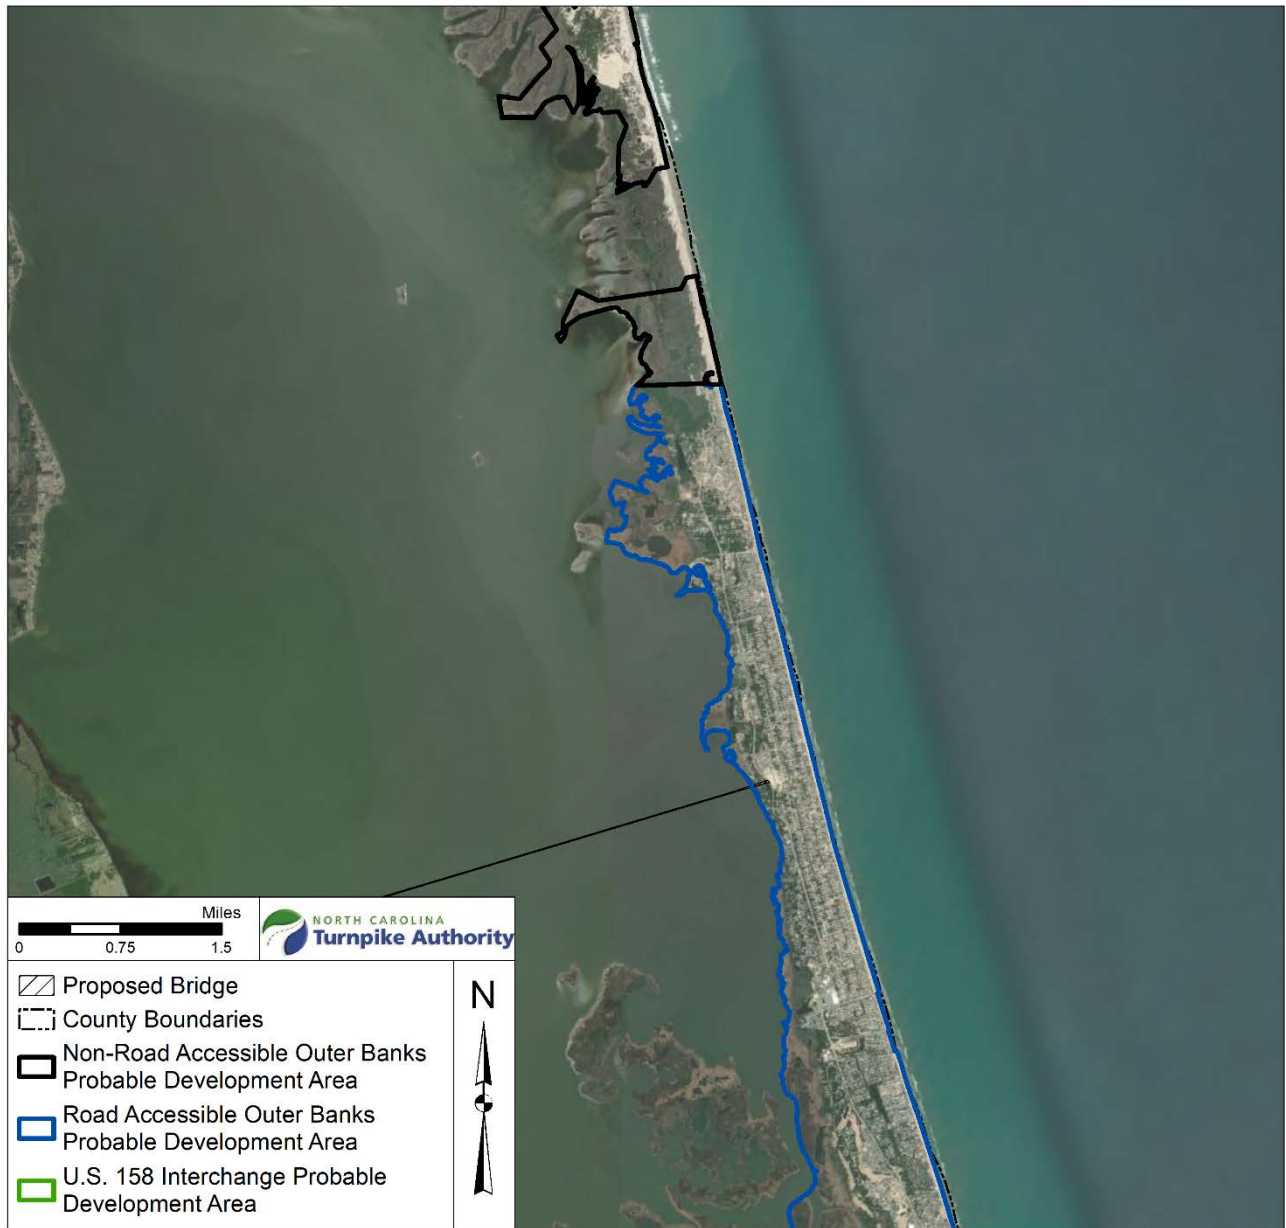 Miles
0 0.75 1.5
NORTH CAROLINA
Turnpike Authority
Proposed Bridge
County Boundaries
Non-Road Accessible Outer Banks
Probable Development Area
Road Accessible Outer Banks
Probable Development Area
U.S. 158 Interchange Probable
Development Area
N